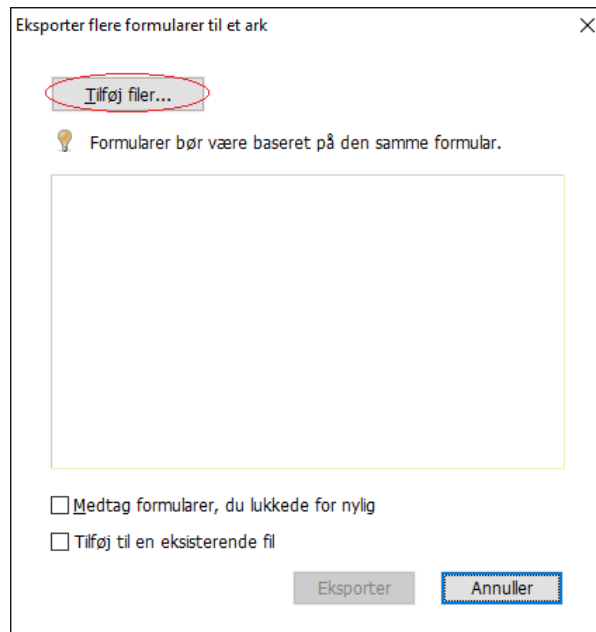 Eksporter flere formularer til et ark
Tilføj filer...
Formularer bør være baseret på den samme formular.
Medtag formularer, du lukkede for nylig
Tilføj til en eksisterende fil
Eksporter
Annuller